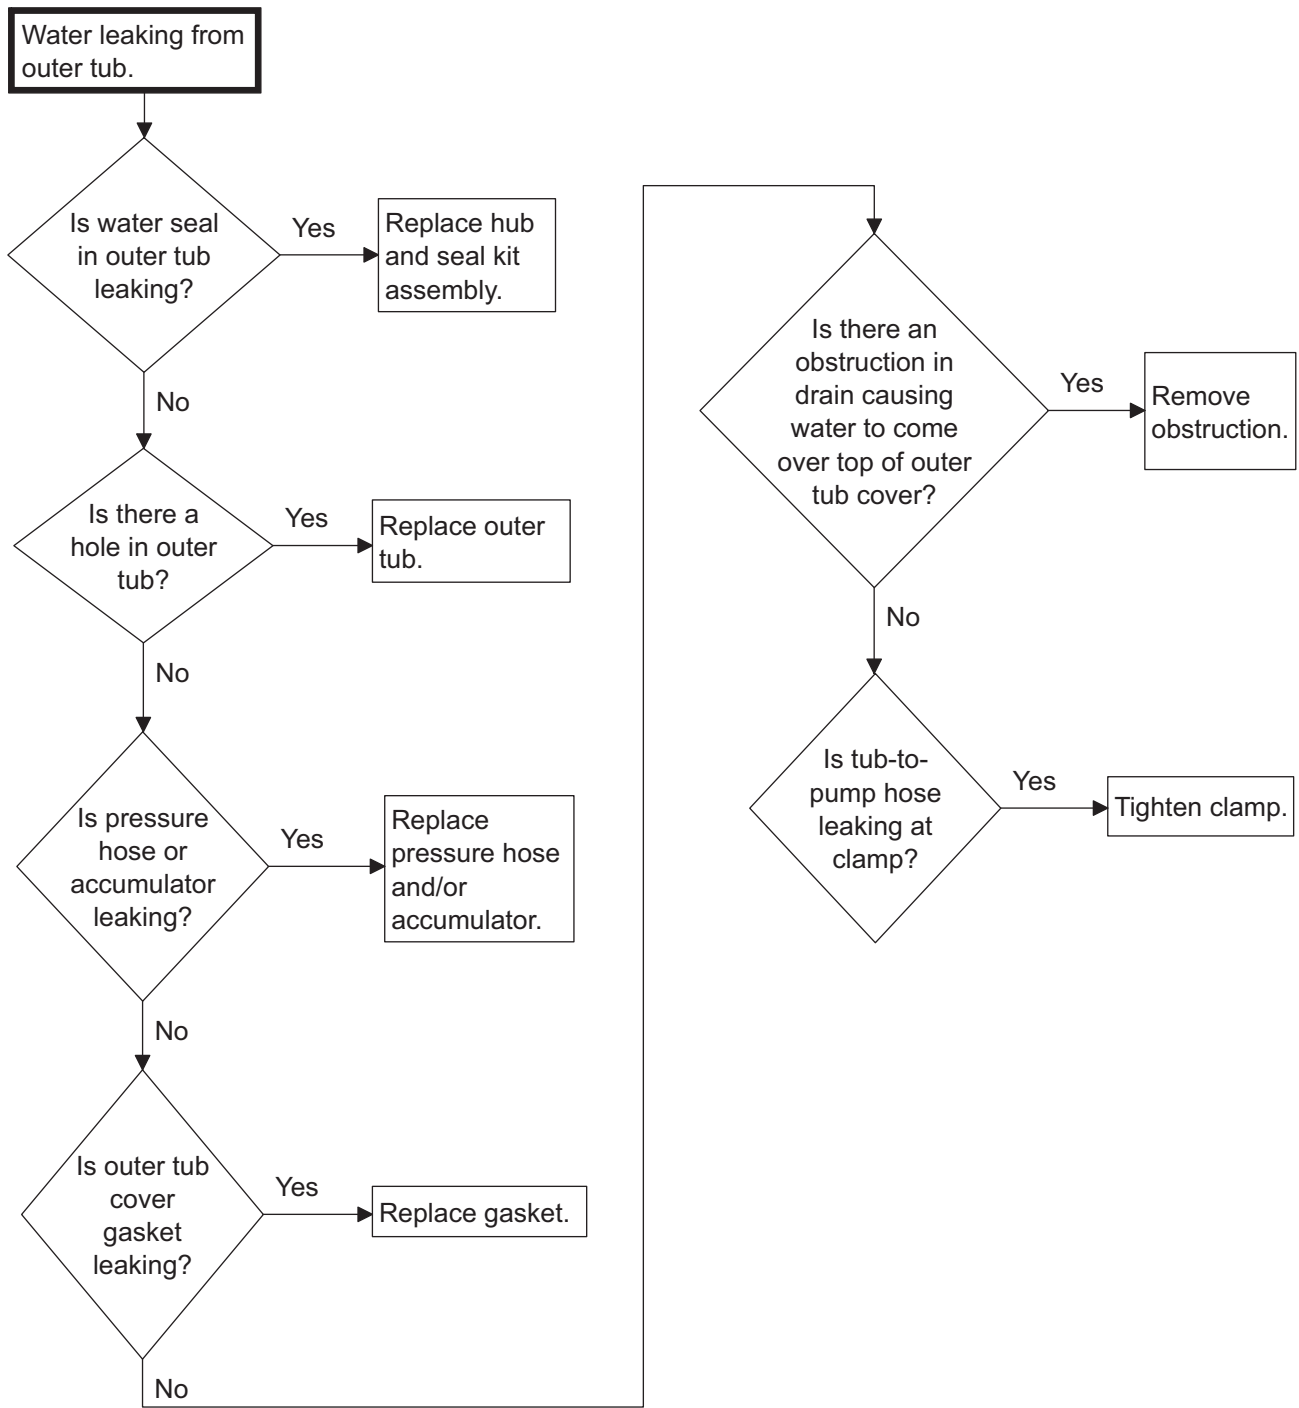 Water leaking from
outer tub.
Is water seal
in outer tub
leaking?
Yes
Replace hub
and seal kit
assembly.
No
Is there a
hole in outer
tub?
Yes
Replace outer
tub.
No
Is pressure
hose or
accumulator
leaking?
Yes
Replace
pressure hose
and/or
accumulator.
No
Is outer tub
cover
gasket
leaking?
Yes
Replace gasket.
No
Is there an
obstruction in
drain causing
water to come
over top of outer
tub cover?
Yes
Remove
obstruction.
No
Is tub-to-
pump hose
leaking at
clamp?
Yes
Tighten clamp.